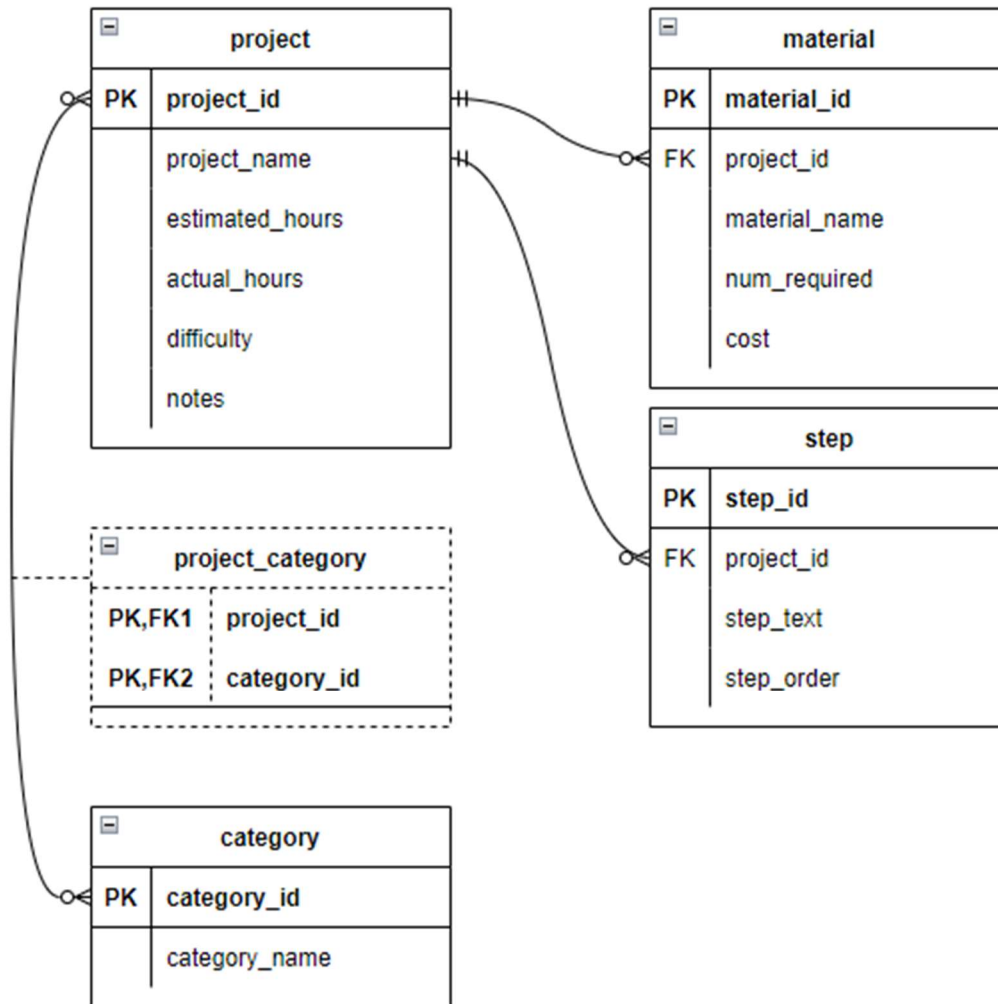 project
PK project_id
project_name
estimated_hours
actual_hours
difficulty
notes
material
PK material_id
FK project_id
material_name
num_required
cost
step
PK step_id
FK project_id
step_text
step_order
project_category
PK,FK1 project_id
PK,FK2 category_id
category
PK category_id
category_name